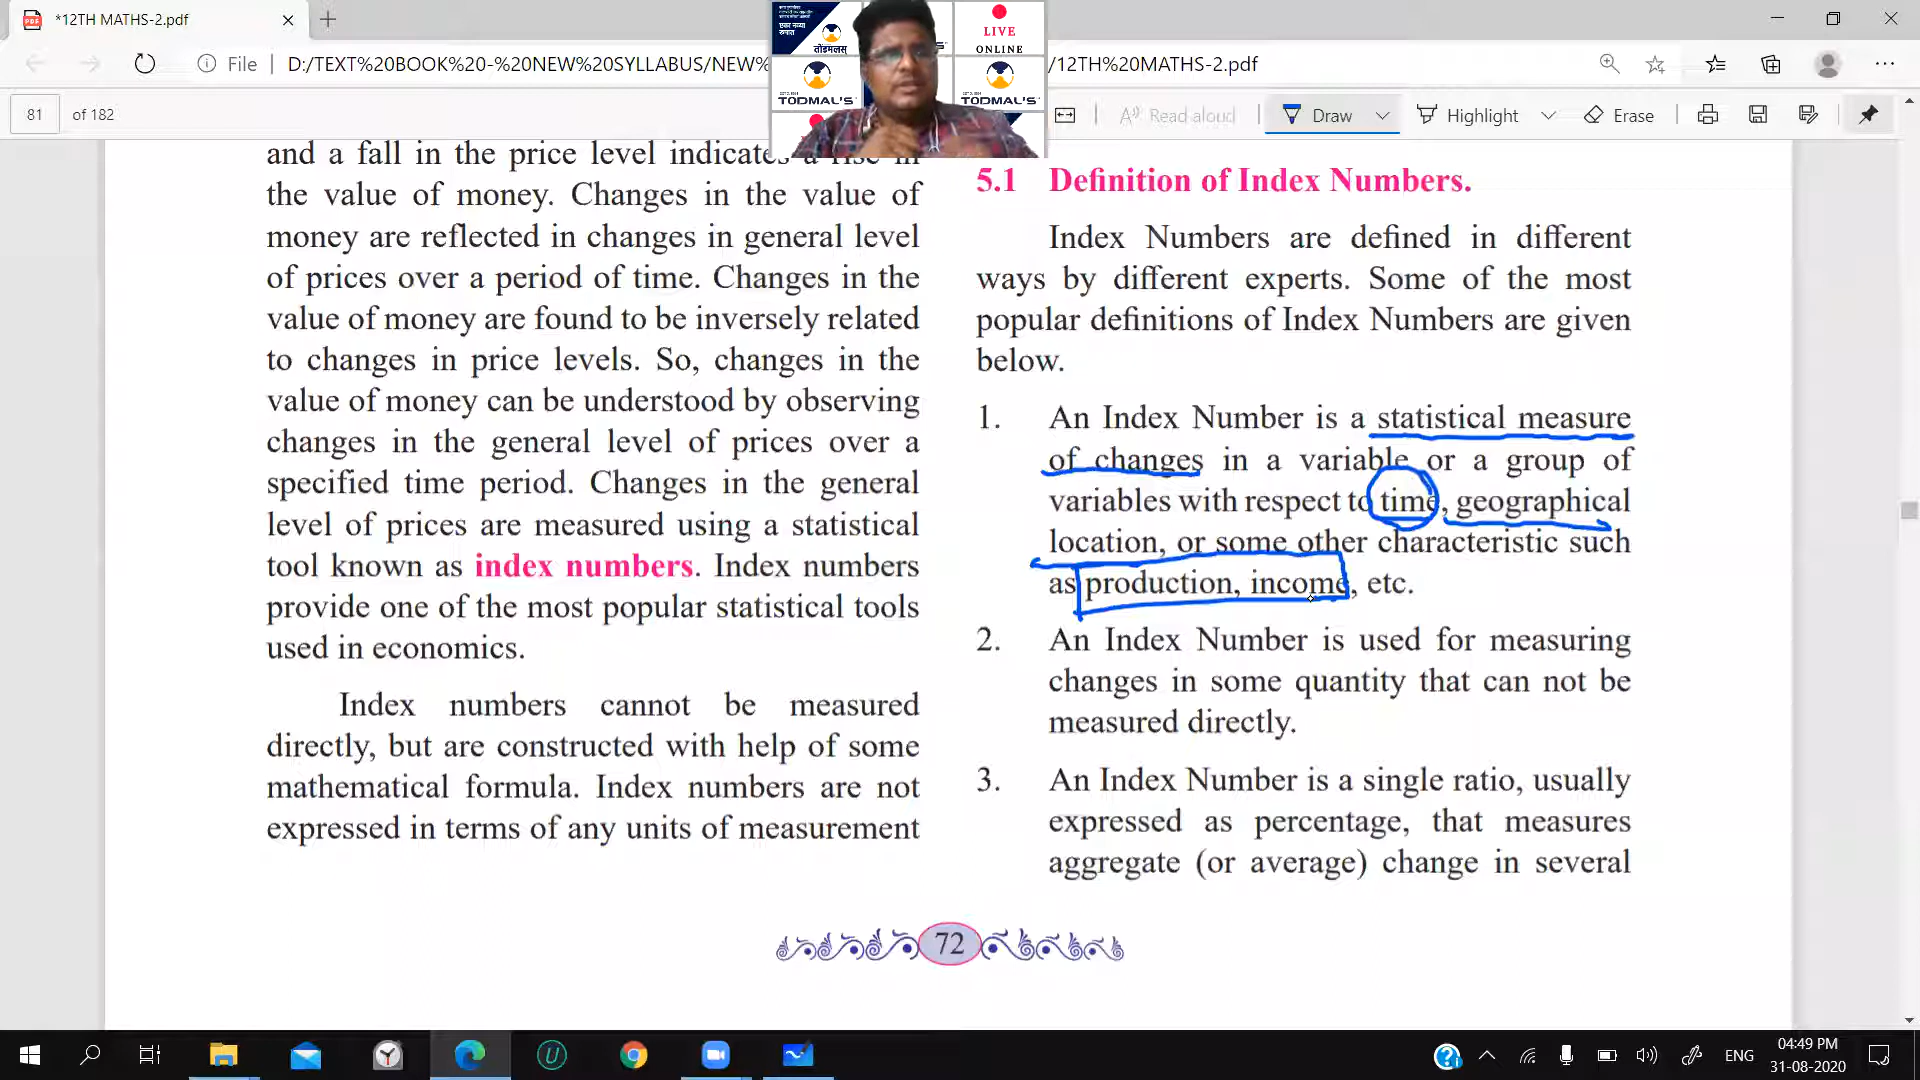 *12TH MATHS-2.pdf
File
D:/TEXT%20BOOK%20-%20NEW%20SYLLABUS/NEW%
/12TH%20MATHS-2.pdf
तोडमलस्
LIVE
ONLINE
TODMAL'S
TODMAL'S
81 of 182
Read aloud
Draw
Highlight
Erase
and a fall in the price level indicates a rise in
the value of money. Changes in the value of
money are reflected in changes in general level
of prices over a period of time. Changes in the
value of money are found to be inversely related
to changes in price levels. So, changes in the
value of money can be understood by observing
changes in the general level of prices over a
specified time period. Changes in the general
level of prices are measured using a statistical
tool known as index numbers. Index numbers
provide one of the most popular statistical tools
used in economics.
Index numbers cannot be measured
directly, but are constructed with help of some
mathematical formula. Index numbers are not
expressed in terms of any units of measurement
5.1 Definition of Index Numbers.
Index Numbers are defined in different
ways by different experts. Some of the most
popular definitions of Index Numbers are given
below.
1. An Index Number is a statistical measure
of changes in a variable or a group of
variables with respect to time, geographical
location, or some other characteristic such
as production, income, etc.
2. An Index Number is used for measuring
changes in some quantity that can not be
measured directly.
3. An Index Number is a single ratio, usually
expressed as percentage, that measures
aggregate (or average) change in several
72
ENG
04:49 PM
31-08-2020